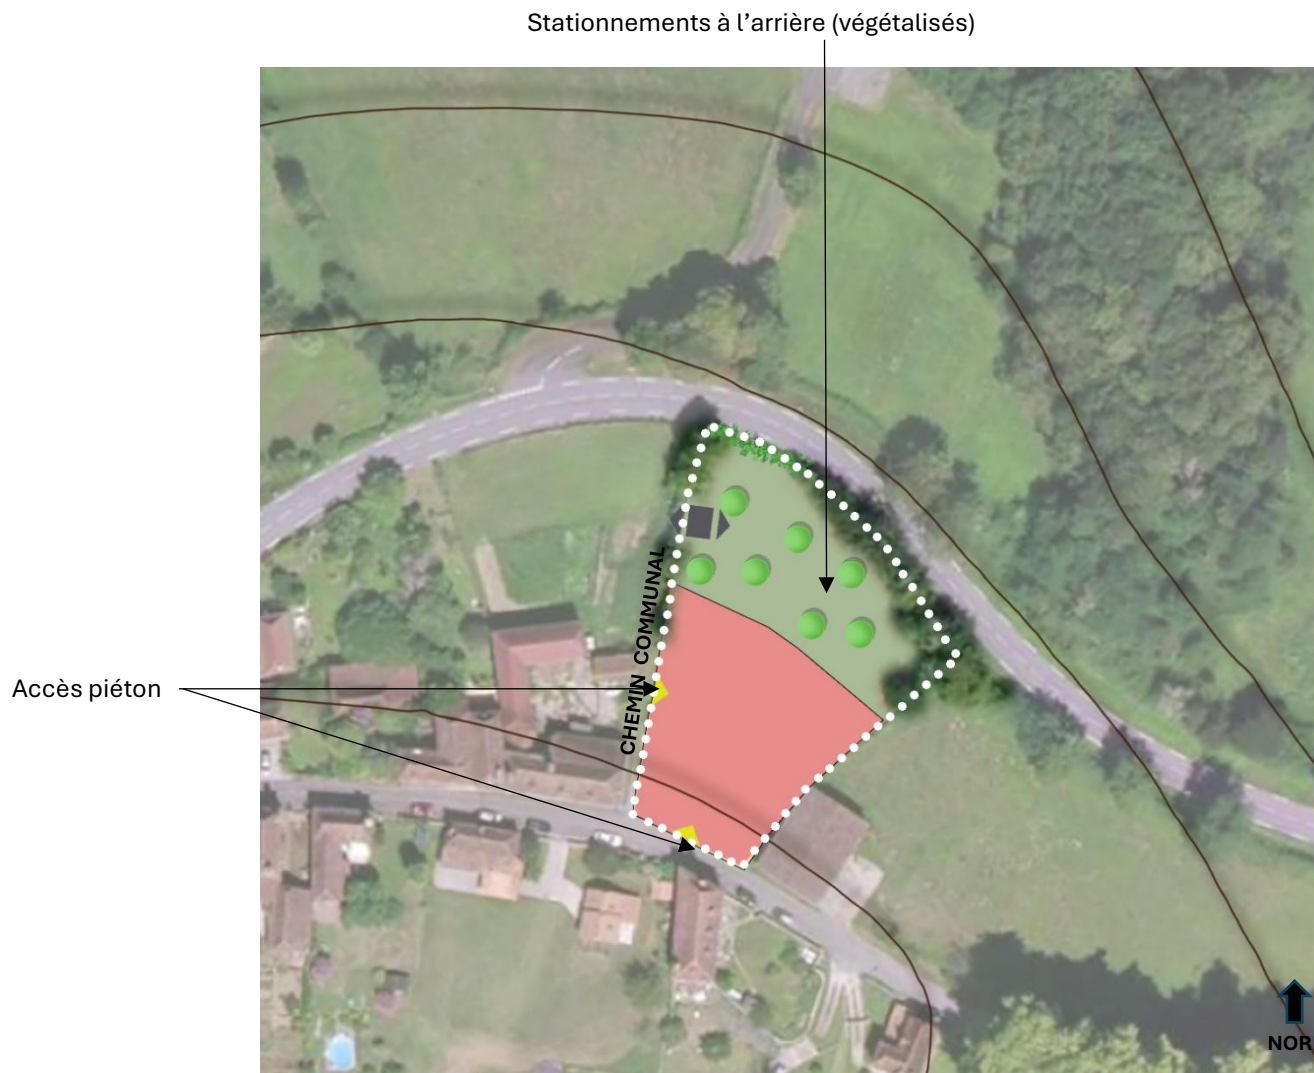 Stationnements à l’arrière (végétalisés)
CHEMIN COMMUNAL
Accès piéton
NOR